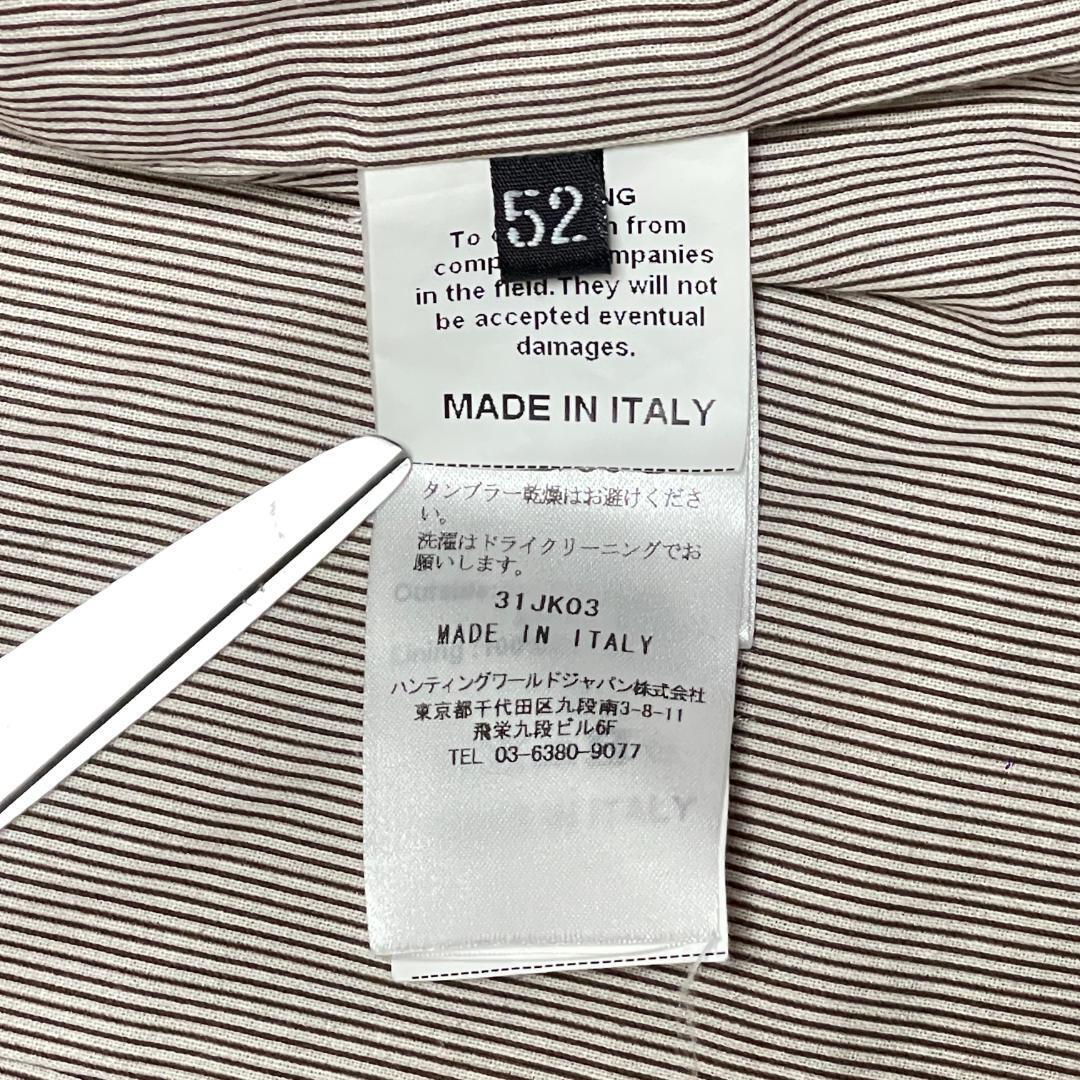 52
NG
To from
in the field.They will not
be accepted eventual
damages.
MADE IN ITALY
タンブラー乾燥はお避けくださ
い。
洗濯はドライクリーニングでお
願いします。
31JK03
MADE IN ITALY
ハンティングワールドジャパン株式会社
東京都千代田区九段南3-8-11
飛栄九段ビル6F
TEL 03-6380-9077